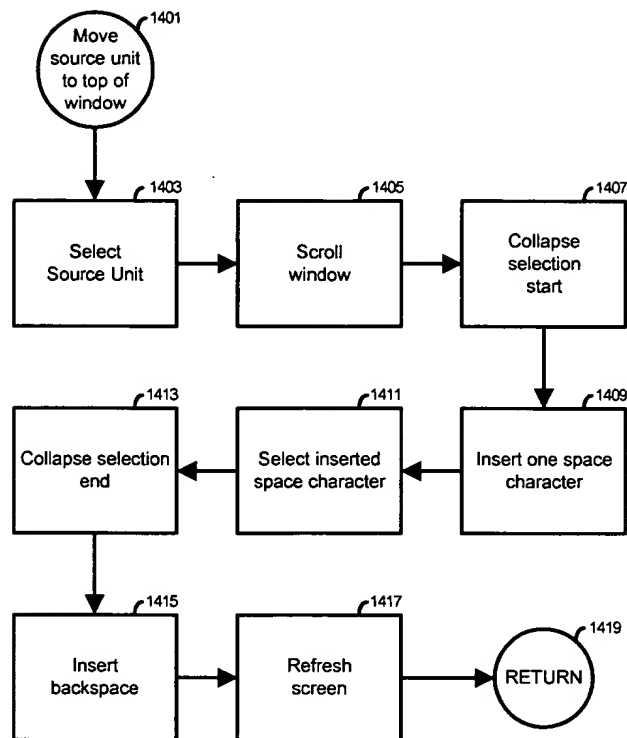 1401
Move
source unit
to top of
window
1403
Select
Source Unit
1405
Scroll
window
1407
Collapse
selection
start
1409
Insert one space
character
1411
Select inserted
space character
1413
Collapse selection
end
1415
Insert
backspace
1417
Refresh
screen
1419
RETURN